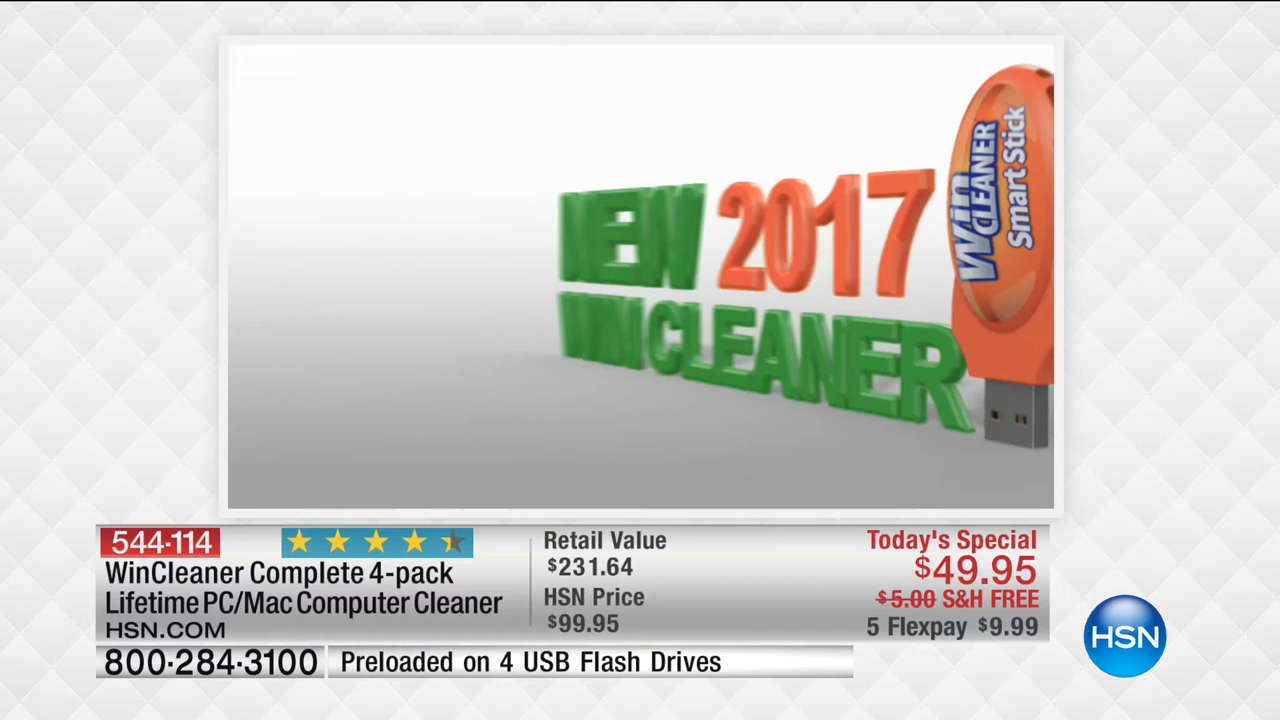 NEW 2017
WIN CLEANER
Win
CLEANER
Smart Stick
544-114
WinCleaner Complete 4-pack
Lifetime PC/Mac Computer Cleaner
HSN.COM
Retail Value
$231.64
HSN Price
$99.95
Today's Special
$49.95
$5.00 S&H FREE
5 Flexpay $9.99
HSN
800-284-3100
Preloaded on 4 USB Flash Drives